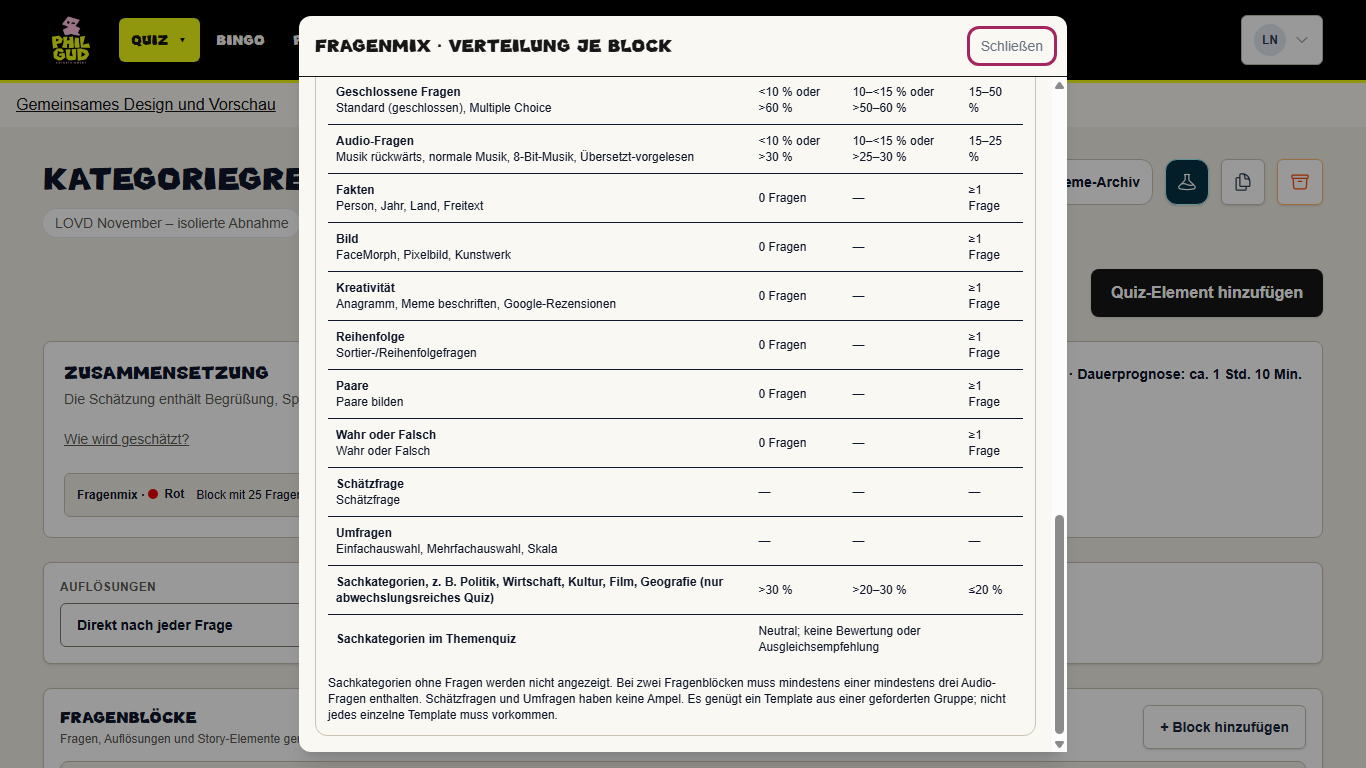 PHIL GUD
QUIZ ▾
BINGO
FRAGENMIX · VERTEILUNG JE BLOCK
Schließen
LN
Gemeinsames Design und Vorschau
KATEGORIEGRE
LOVD November – isolierte Abnahme
eme-Archiv
Quiz-Element hinzufügen
ZUSAMMENSETZUNG
Die Schätzung enthält Begrüßung, Sp
· Dauerprognose: ca. 1 Std. 10 Min.
Wie wird geschätzt?
Fragenmix · Rot Block mit 25 Fragen
AUFLÖSUNGEN
Direkt nach jeder Frage
FRAGENBLÖCKE
Fragen, Auflösungen und Story-Elemente ge
+ Block hinzufügen
Geschlossene Fragen
Standard (geschlossen), Multiple Choice
<10 % oder
>60 %
10–<15 % oder
>50–60 %
15–50
%
Audio-Fragen
Musik rückwärts, normale Musik, 8-Bit-Musik, Übersetzt-vorgelesen
<10 % oder
>30 %
10–<15 % oder
>25–30 %
15–25
%
Fakten
Person, Jahr, Land, Freitext
0 Fragen
—
≥1
Frage
Bild
FaceMorph, Pixelbild, Kunstwerk
0 Fragen
—
≥1
Frage
Kreativität
Anagramm, Meme beschriften, Google-Rezensionen
0 Fragen
—
≥1
Frage
Reihenfolge
Sortier-/Reihenfolgefragen
0 Fragen
—
≥1
Frage
Paare
Paare bilden
0 Fragen
—
≥1
Frage
Wahr oder Falsch
Wahr oder Falsch
0 Fragen
—
≥1
Frage
Schätzfrage
Schätzfrage
—
—
—
Umfragen
Einfachauswahl, Mehrfachauswahl, Skala
—
—
—
Sachkategorien, z. B. Politik, Wirtschaft, Kultur, Film, Geografie (nur
abwechslungsreiches Quiz)
>30 %
>20–30 %
≤20 %
Sachkategorien im Themenquiz
Neutral; keine Bewertung oder
Ausgleichsempfehlung
Sachkategorien ohne Fragen werden nicht angezeigt. Bei zwei Fragenblöcken muss mindestens einer mindestens drei Audio-
Fragen enthalten. Schätzfragen und Umfragen haben keine Ampel. Es genügt ein Template aus einer geforderten Gruppe; nicht
jedes einzelne Template muss vorkommen.